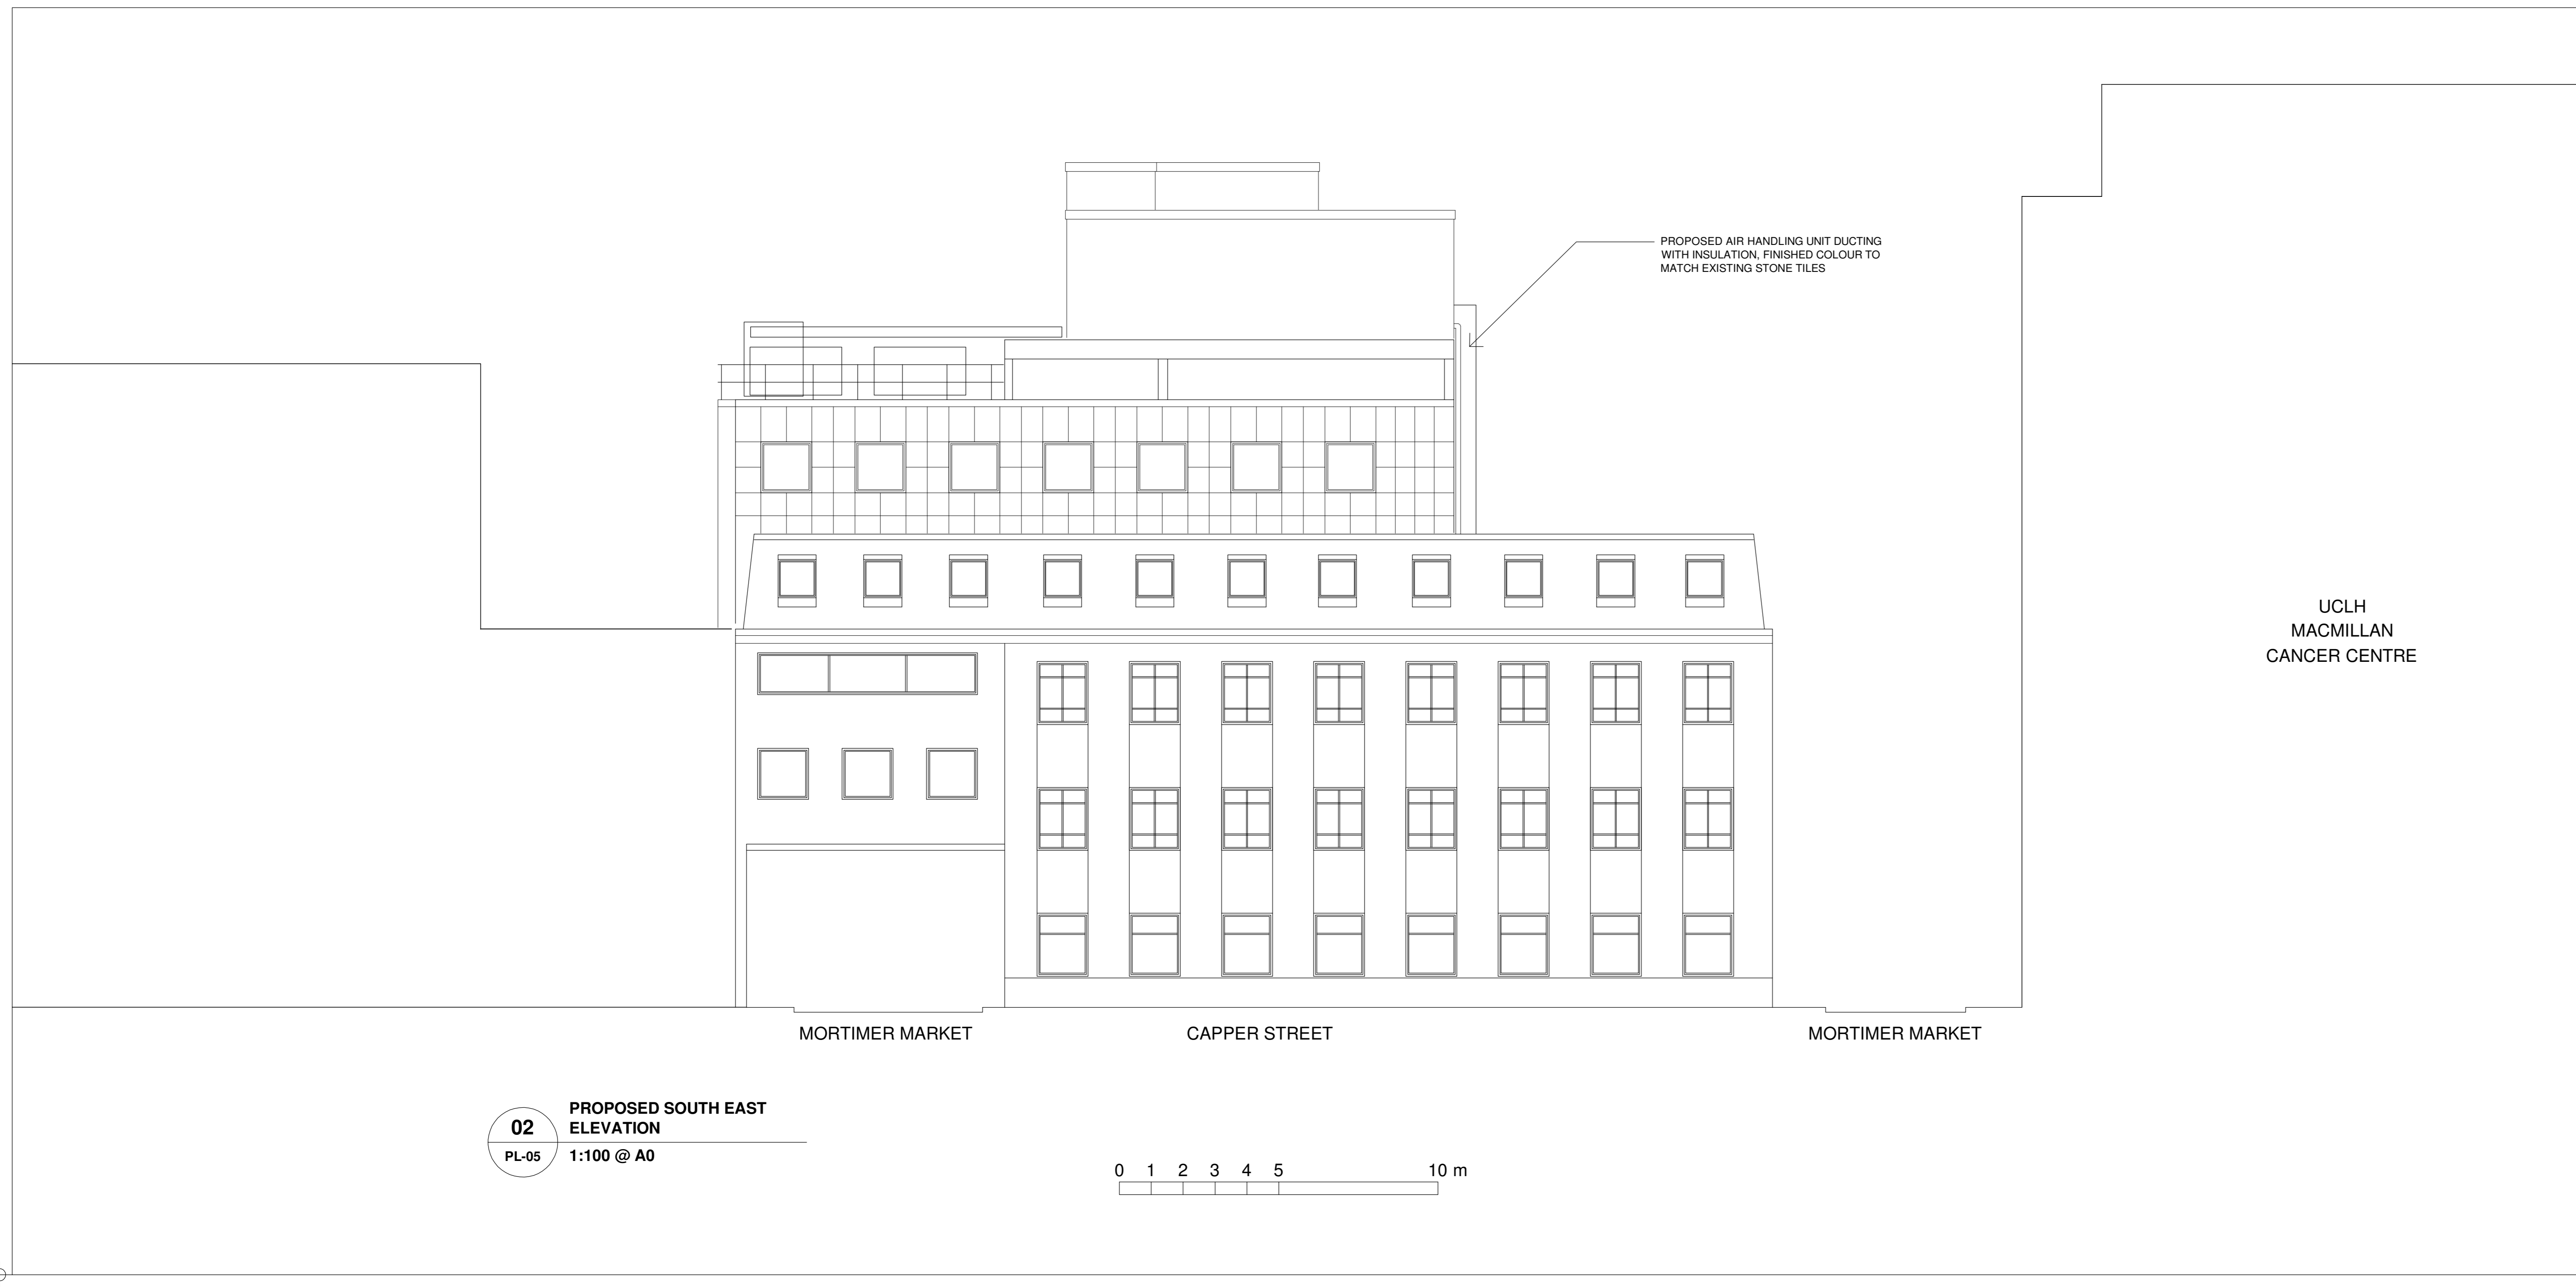 PROPOSED AIR HANDLING UNIT DUCTING
WITH INSULATION, FINISHED COLOUR TO
MATCH EXISTING STONE TILES
UCLH
MACMILLAN
CANCER CENTRE
MORTIMER MARKET
CAPPER STREET
MORTIMER MARKET
02
PL-05
PROPOSED SOUTH EAST
ELEVATION
1:100 @ A0
0 1 2 3 4 5 10 m